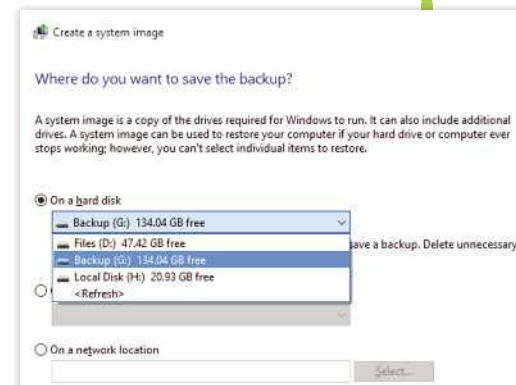 Create a system image
Where do you want to save the backup?
A system image is a copy of the drives required for Windows to run. It can also include additional
drives. A system image can be used to restore your computer if your hard drive or computer ever
stops working; however, you can't select individual items to restore.
On a hard disk
Backup (G:) 134.04 GB free
Files (D:) 47.42 GB free
save a backup. Delete unnecessary
Backup (G:) 134.04 GB free
Local Disk (H:) 20.93 GB free
<Refresh>
On a network location
Select...